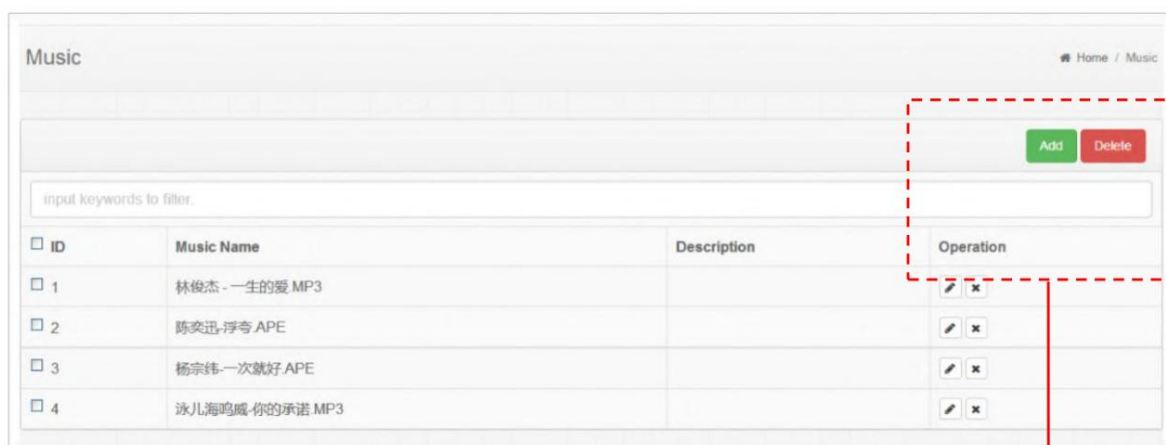 Music
Home / Music
Add Delete
input keywords to filter.
ID Music Name Description Operation
1 林俊杰 - 一生的爱.MP3
2 陈奕迅-浮夸.APE
3 杨宗纬-一次就好.APE
4 泳儿海鸣威-你的承诺.MP3